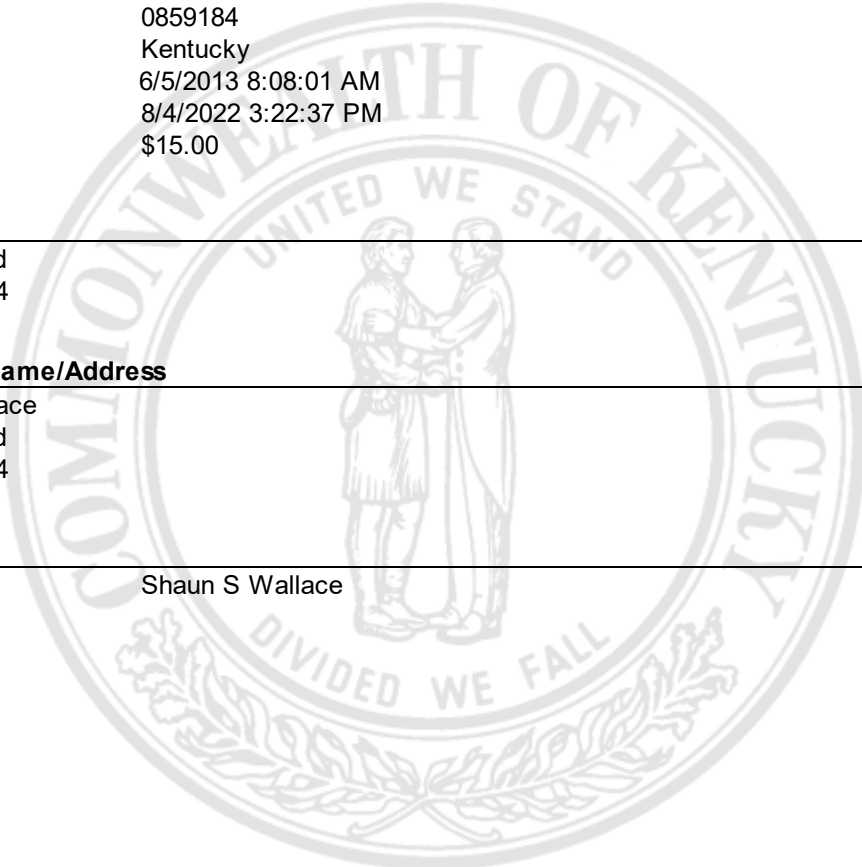 0859184
Kentucky
6/5/2013 8:08:01 AM
8/4/2022 3:22:37 PM
$15.00
COMMONWEALTH OF KENTUCKY
UNITED WE STAND
d
4
ame/Address
ace
d
4
Shaun S Wallace
DIVIDED WE FALL